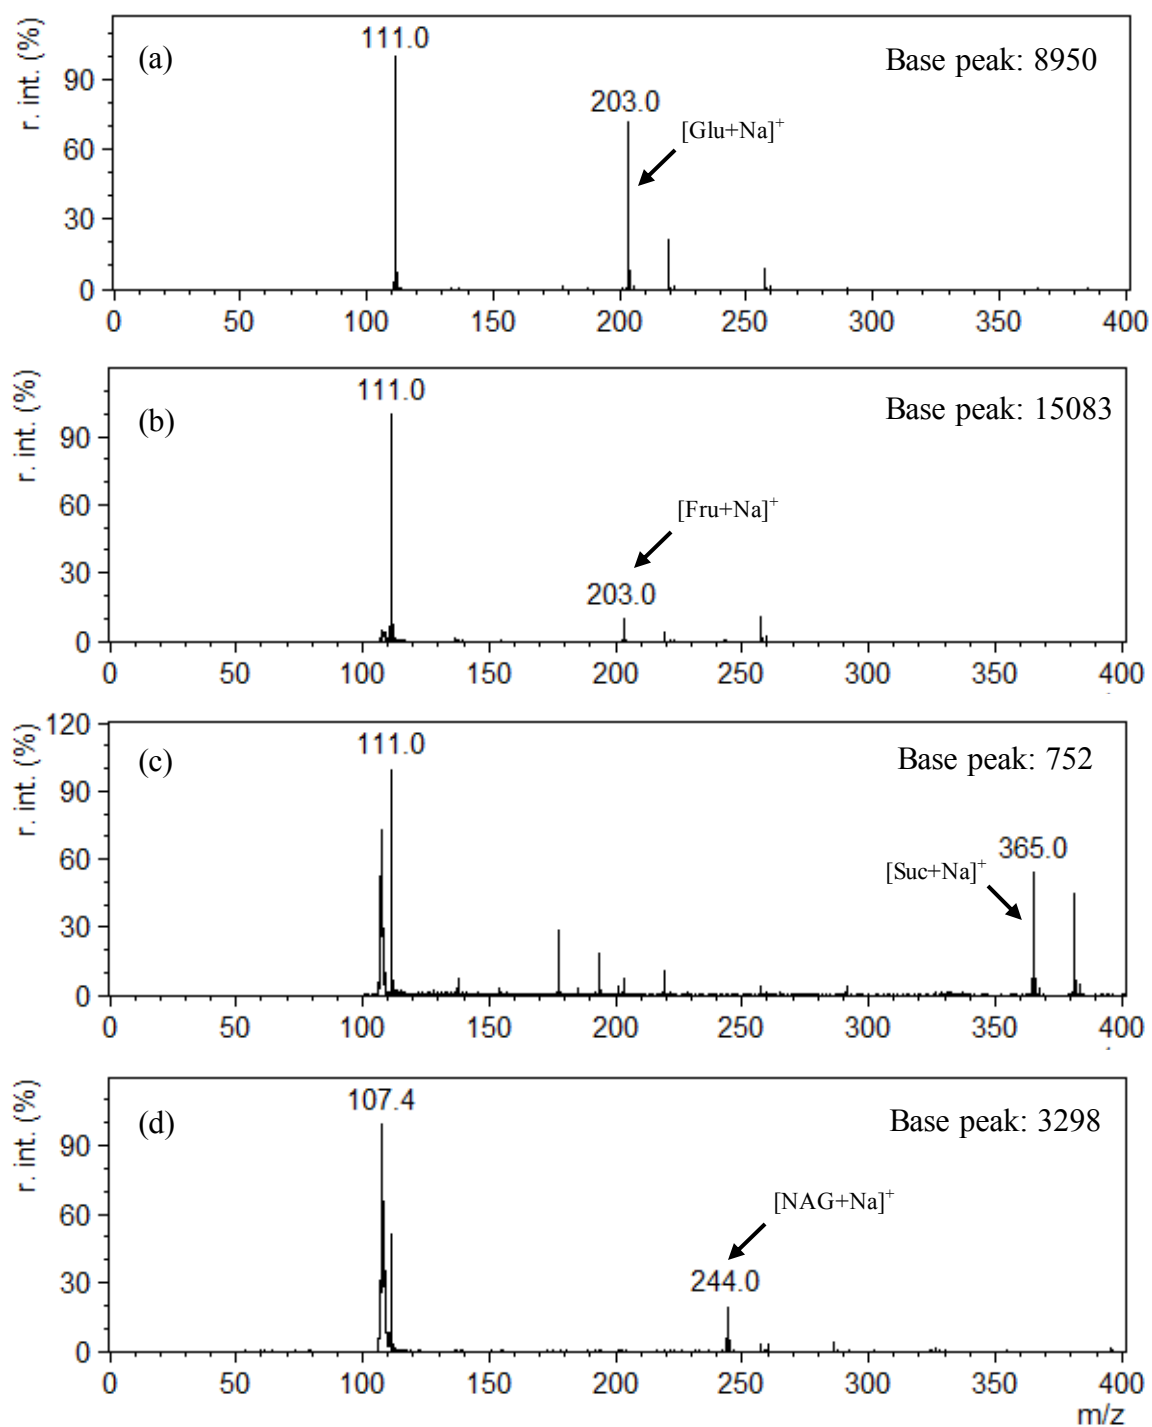 r. int. (%)
(a)
111.0
Base peak: 8950
203.0
[Glu+Na]+
90
60
30
0
0 50 100 150 200 250 300 350 400
r. int. (%)
(b)
111.0
Base peak: 15083
[Fru+Na]+
203.0
90
60
30
0
0 50 100 150 200 250 300 350 400
r. int. (%)
(c)
111.0
Base peak: 752
365.0
[Suc+Na]+
120
90
60
30
0
0 50 100 150 200 250 300 350 400
r. int. (%)
(d)
107.4
Base peak: 3298
[NAG+Na]+
244.0
90
60
30
0
0 50 100 150 200 250 300 350 400
m/z